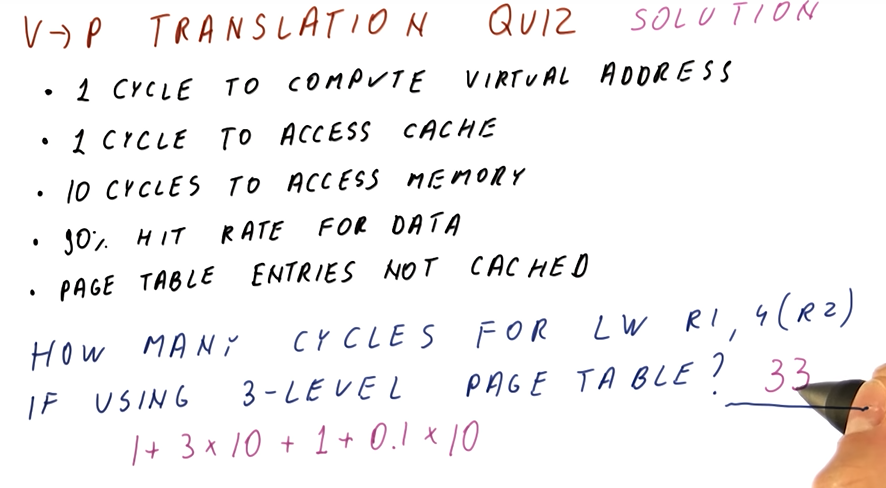 V→P TRANSLATION QUIZ SOLUTION
• 1 CYCLE TO COMPUTE VIRTUAL ADDRESS
• 1 CYCLE TO ACCESS CACHE
• 10 CYCLES TO ACCESS MEMORY
• 90% HIT RATE FOR DATA
• PAGE TABLE ENTRIES NOT CACHED
HOW MANY CYCLES FOR LW R1, 4(R2)
IF USING 3-LEVEL PAGE TABLE? 33
1 + 3 × 10 + 1 + 0.1 × 10